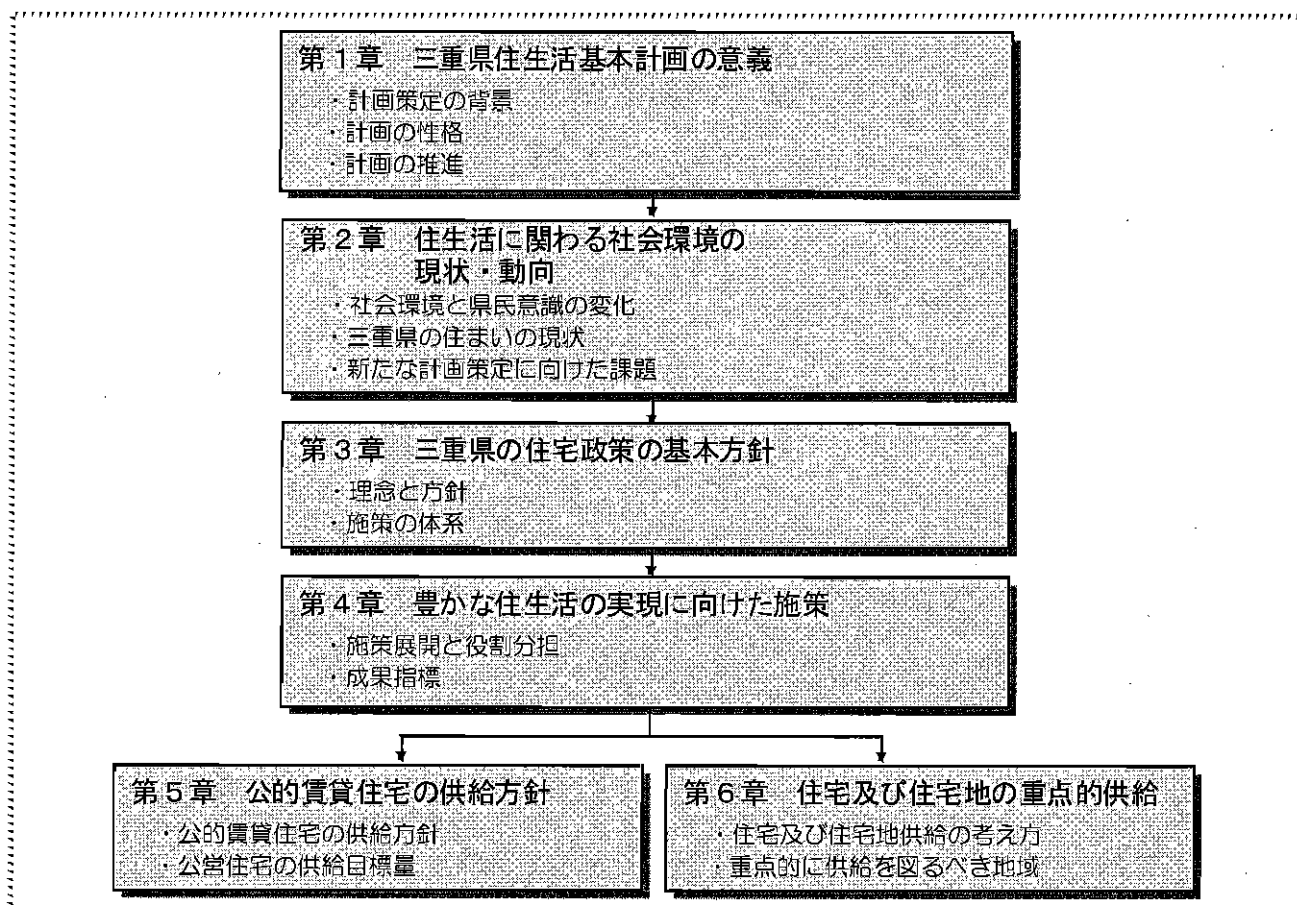 第1章 三重県住生活基本計画の意義
・計画策定の背景
・計画の性格
・計画の推進
第2章 住生活に関わる社会環境の
現状・動向
・社会環境と県民意識の変化
・三重県の住まいの現状
・新たな計画策定に向けた課題
第3章 三重県の住宅政策の基本方針
・理念と方針
・施策の体系
第4章 豊かな住生活の実現に向けた施策
・施策展開と役割分担
・成果指標
第5章 公的賃貸住宅の供給方針
・公的賃貸住宅の供給方針
・公営住宅の供給目標量
第6章 住宅及び住宅地の重点的供給
・住宅及び住宅地供給の考え方
・重点的に供給を図るべき地域